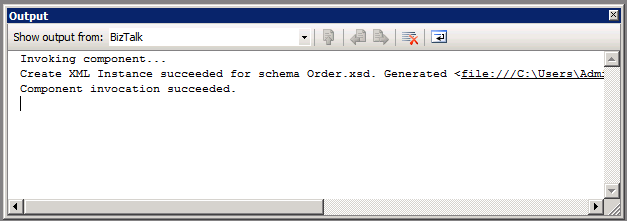 Output
Show output from: BizTalk
Invoking component...
Create XML Instance succeeded for schema Order.xsd. Generated <file:///C:\Users\Admi
Component invocation succeeded.